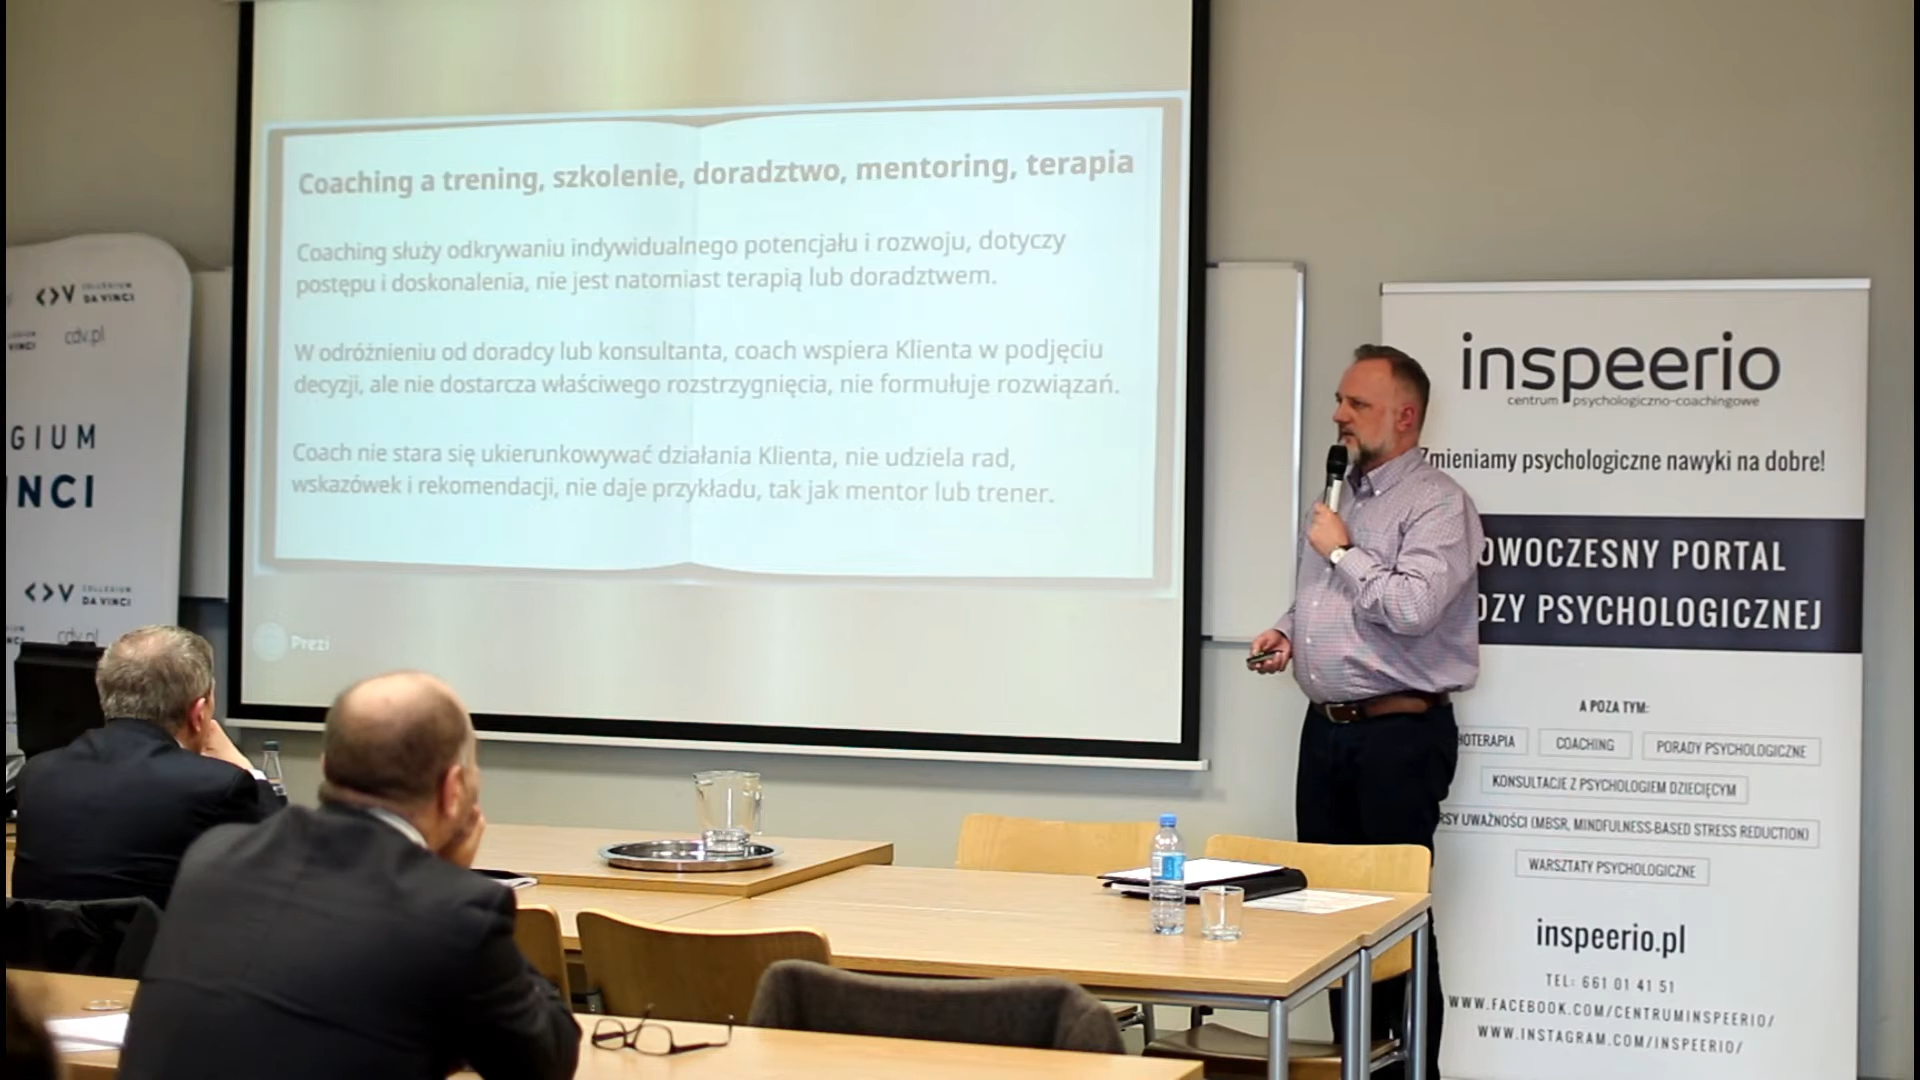 Coaching a trening, szkolenie, doradztwo, mentoring, terapia
Coaching służy odkrywaniu indywidualnego potencjału i rozwoju, dotyczy
postępu i doskonalenia, nie jest natomiast terapią lub doradztwem.
W odróżnieniu od doradcy lub konsultanta, coach wspiera Klienta w podjęciu
decyzji, ale nie dostarcza właściwego rozstrzygnięcia, nie formułuje rozwiązań.
Coach nie stara się ukierunkowywać działania Klienta, nie udziela rad,
wskazówek i rekomendacji, nie daje przykładu, tak jak mentor lub trener.
Prezi
COLLEGIUM
DA VINCI
VINCI
cdv.pl
GIUM
NCI
COLLEGIUM
DA VINCI
cdv.pl
inspeerio
centrum psychologiczno-coachingowe
Zmieniamy psychologiczne nawyki na dobre!
OWOCZESNY PORTAL
DZY PSYCHOLOGICZNEJ
A POZA TYM:
HOTERAPIA COACHING PORADY PSYCHOLOGICZNE
KONSULTACJE Z PSYCHOLOGIEM DZIECIĘCYM
RSY UWAŻNOŚCI (MBSR, MINDFULNESS-BASED STRESS REDUCTION)
WARSZTATY PSYCHOLOGICZNE
inspeerio.pl
TEL: 661 01 41 51
WWW.FACEBOOK.COM/CENTRUMINSPEERIO/
WWW.INSTAGRAM.COM/INSPEERIO/